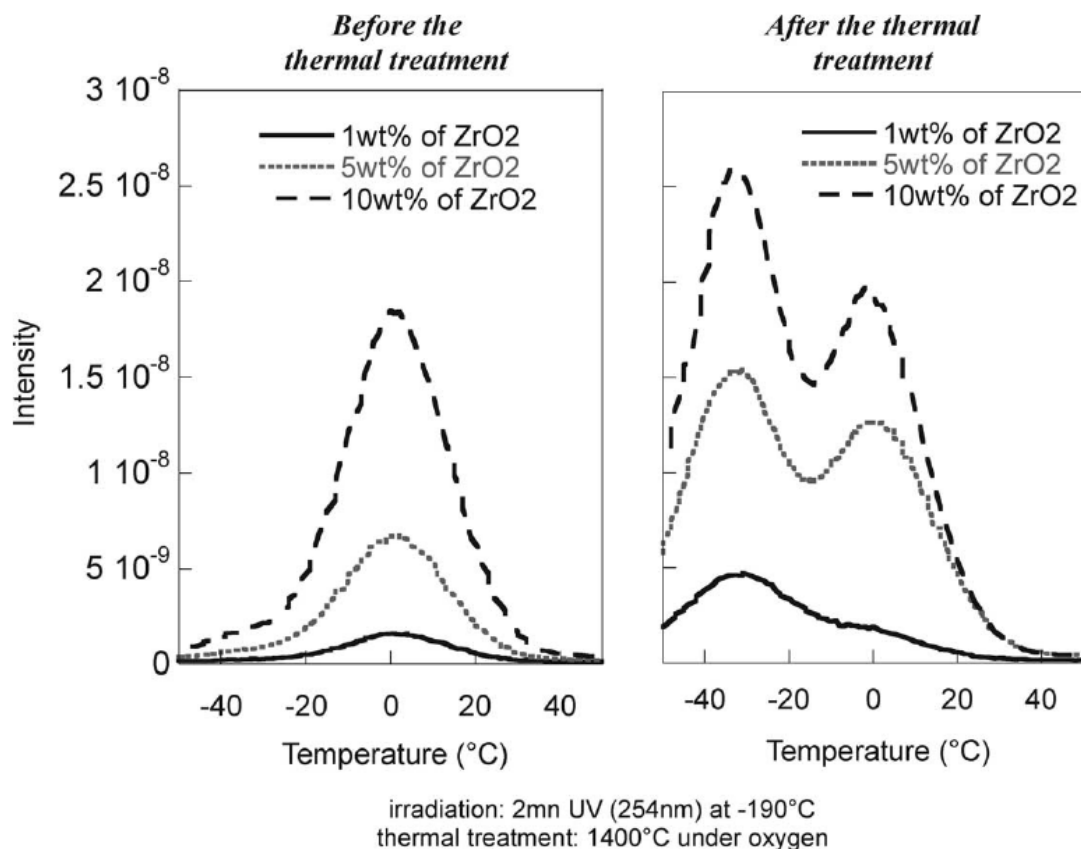 Before the
thermal treatment
After the thermal
treatment
3 10-8
2.5 10-8
2 10-8
1.5 10-8
1 10-8
5 10-9
0
Intensity
1wt% of ZrO2
5wt% of ZrO2
10wt% of ZrO2
-40 -20 0 20 40
Temperature (°C)
1wt% of ZrO2
5wt% of ZrO2
10wt% of ZrO2
-40 -20 0 20 40
Temperature (°C)
irradiation: 2mn UV (254nm) at -190°C
thermal treatment: 1400°C under oxygen